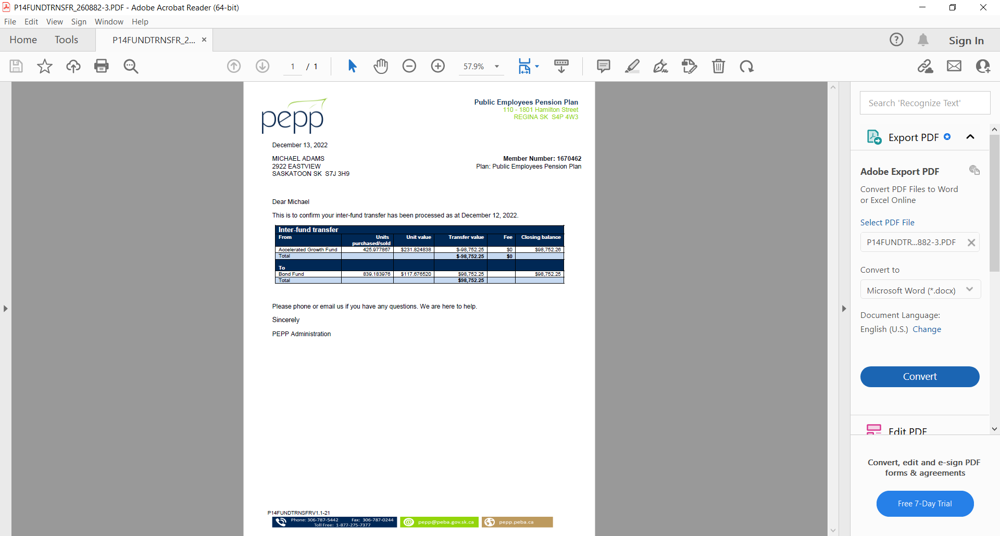 P14FUNDTRNSFR_260882-3.PDF - Adobe Acrobat Reader (64-bit)
File Edit View Sign Window Help
Home Tools P14FUNDTRNSFR_2... × Sign In
1 / 1 57.9%
pepp
Public Employees Pension Plan
110 - 1801 Hamilton Street
REGINA SK S4P 4W3
December 13, 2022
MICHAEL ADAMS
2922 EASTVIEW
SASKATOON SK S7J 3H9
Member Number: 1670462
Plan: Public Employees Pension Plan
Dear Michael
This is to confirm your inter-fund transfer has been processed as at December 12, 2022.
Inter-fund transfer
From Units purchased/sold Unit value Transfer value Fee Closing balance
Accelerated Growth Fund 425.977867 $231.824838 $-98,752.25 $0 $98,752.26
Total $-98,752.25 $0
To
Bond Fund 839.183976 $117.676520 $98,752.25 $98,752.25
Total $98,752.25
Please phone or email us if you have any questions. We are here to help.
Sincerely
PEPP Administration
P14FUNDTRNSFRV1.1-21
Phone: 306-787-5442 Fax: 306-787-0244
Toll Free: 1-877-275-7377
pepp@peba.gov.sk.ca
pepp.peba.ca
Search 'Recognize Text'
Export PDF
Adobe Export PDF
Convert PDF Files to Word
or Excel Online
Select PDF File
P14FUNDTR...882-3.PDF
Convert to
Microsoft Word (*.docx)
Document Language:
English (U.S.) Change
Convert
Edit PDF
Convert, edit and e-sign PDF
forms & agreements
Free 7-Day Trial